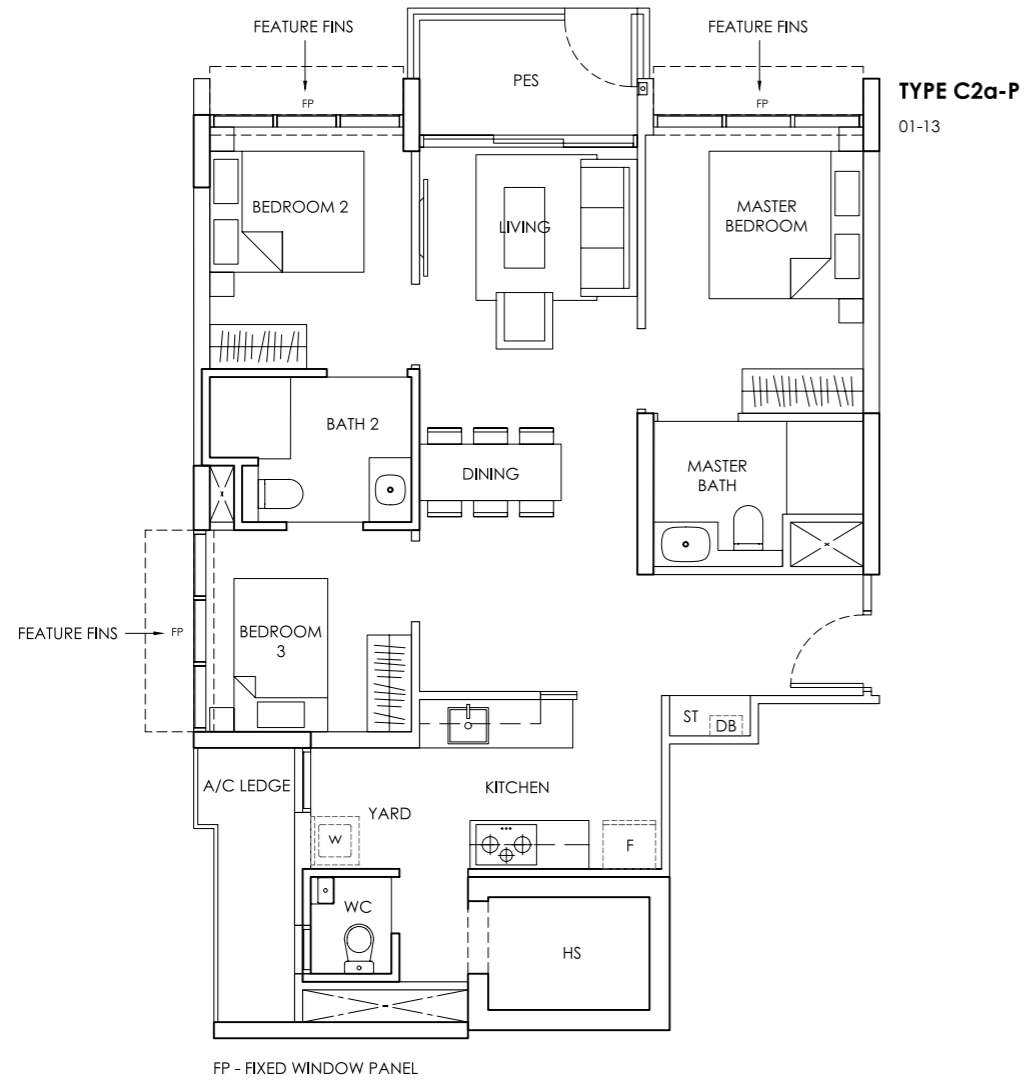 FEATURE FINS
FEATURE FINS
PES
TYPE C2a-P
01-13
FP
FP
BEDROOM 2
LIVING
MASTER
BEDROOM
BATH 2
DINING
MASTER
BATH
FEATURE FINS
FP
BEDROOM
3
ST
DB
A/C LEDGE
YARD
KITCHEN
W
F
WC
HS
FP - FIXED WINDOW PANEL